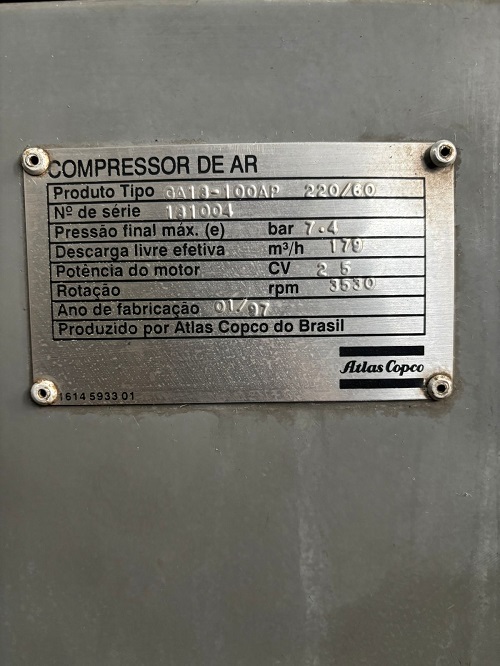 COMPRESSOR DE AR
Produto Tipo GA18-100AP 220/60
Nº de série 131004
Pressão final máx. (e) bar 7.4
Descarga livre efetiva m³/h 179
Potência do motor CV 25
Rotação rpm 3530
Ano de fabricação 01/97
Produzido por Atlas Copco do Brasil
Atlas Copco
1614 5933 01